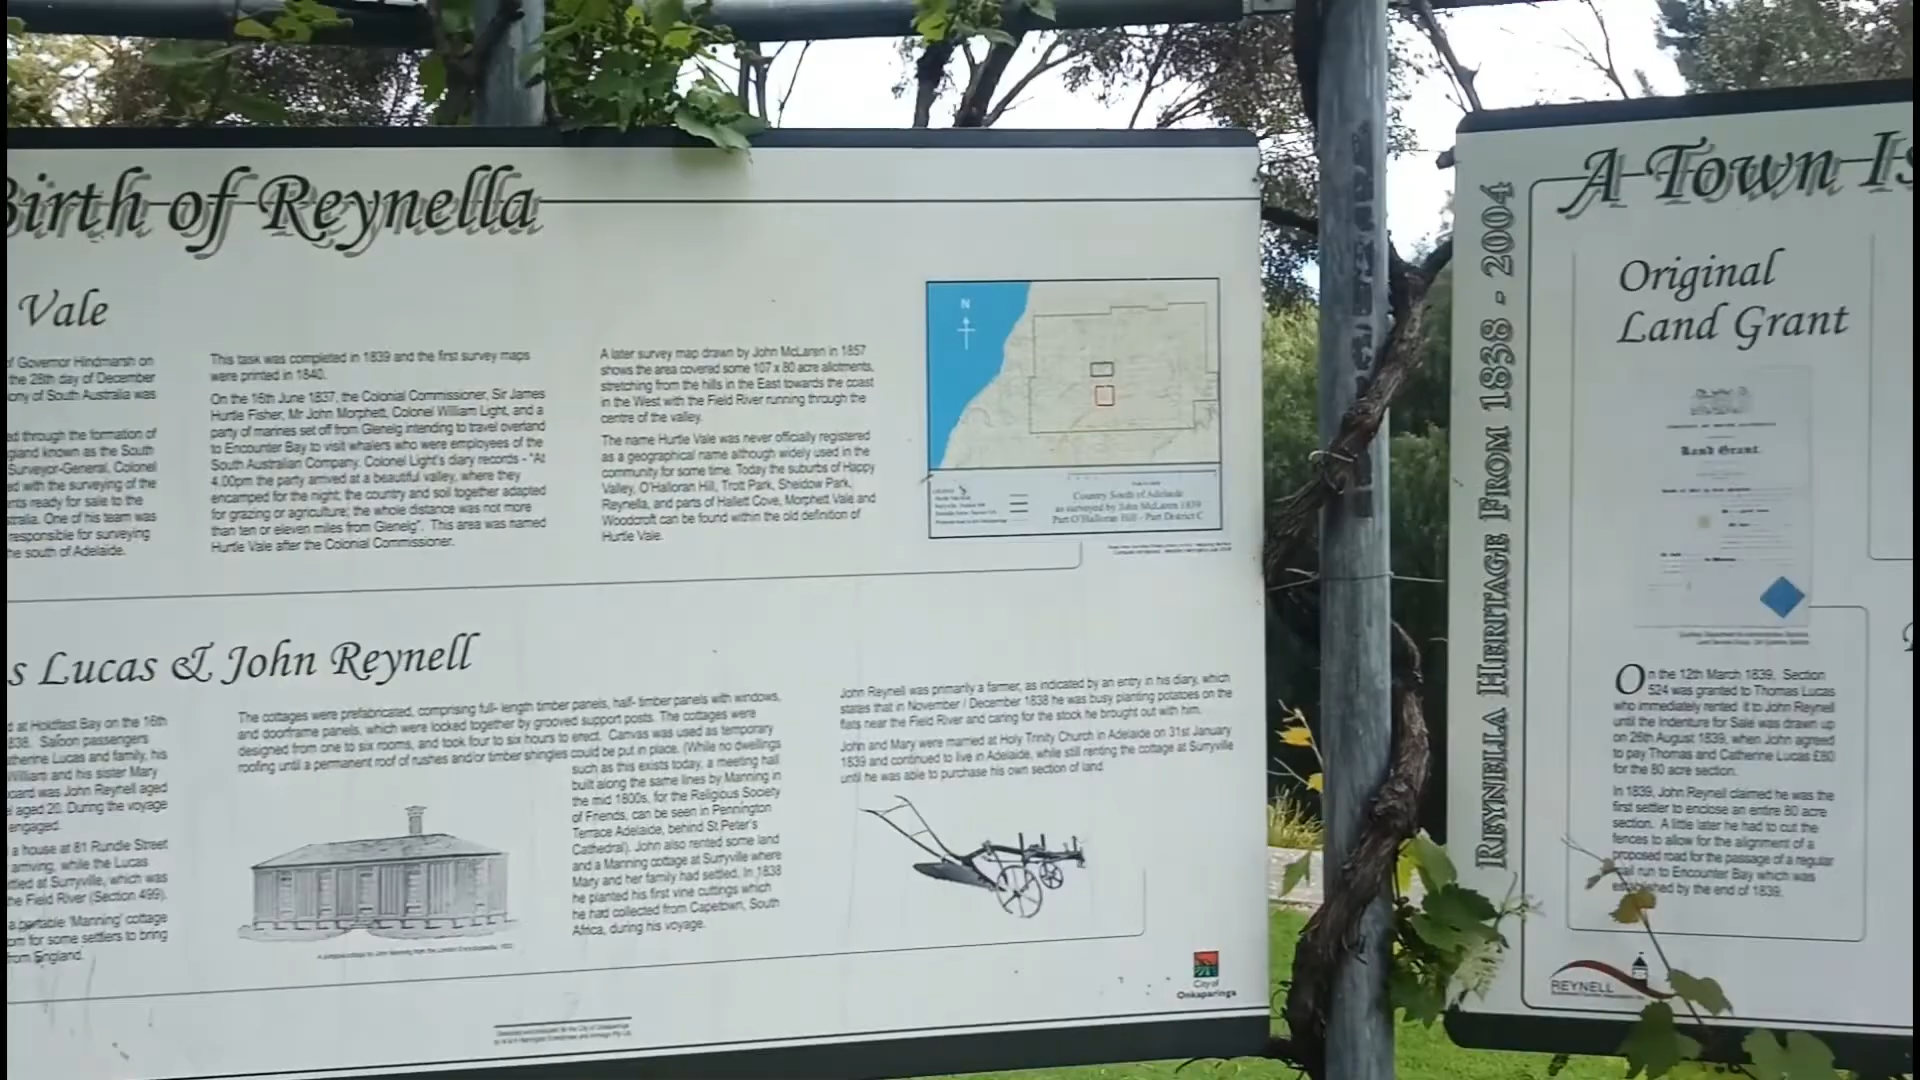 Birth of Reynella
Vale
f Governor Hindmarsh on
the 28th day of December
ony of South Australia was
ed through the formation of
gland known as the South
Surveyor-General, Colonel
ed with the surveying of the
nts ready for sale to the
stralia. One of his team was
responsible for surveying
he south of Adelaide.
This task was completed in 1839 and the first survey maps
were printed in 1840.
On the 16th June 1837, the Colonial Commissioner, Sir James
Hurtle Fisher, Mr John Morphett, Colonel William Light, and a
party of marines set off from Glenelg intending to travel overland
to Encounter Bay to visit whalers who were employees of the
South Australian Company. Colonel Light's diary records - "At
4.00pm the party arrived at a beautiful valley, where they
encamped for the night; the country and soil together adapted
for grazing or agriculture; the whole distance was not more
than ten or eleven miles from Glenelg". This area was named
Hurtle Vale after the Colonial Commissioner.
A later survey map drawn by John McLaren in 1857
shows the area covered some 107 x 80 acre allotments,
stretching from the hills in the East towards the coast
in the West with the Field River running through the
centre of the valley.
The name Hurtle Vale was never officially registered
as a geographical name although widely used in the
community for some time. Today the suburbs of Happy
Valley, O'Halloran Hill, Trott Park, Sheidow Park,
Reynella, and parts of Hallett Cove, Morphett Vale and
Woodcroft can be found within the old definition of
Hurtle Vale.
N
Country South of Adelaide
as surveyed by John McLaren 1839
Part O'Halloran Hill - Part District C
s Lucas & John Reynell
d at Holdfast Bay on the 16th
838. Saloon passengers
atherine Lucas and family, his
William and his sister Mary
oard was John Reynell aged
l aged 20. During the voyage
engaged.
a house at 81 Rundle Street
arriving, while the Lucas
ttled at Surryville, which was
he Field River (Section 499).
a portable 'Manning' cottage
om for some settlers to bring
from England.
The cottages were prefabricated, comprising full- length timber panels, half- timber panels with windows,
and doorframe panels, which were locked together by grooved support posts. The cottages were
designed from one to six rooms, and took four to six hours to erect. Canvas was used as temporary
roofing until a permanent roof of rushes and/or timber shingles could be put in place. (While no dwellings
such as this exists today, a meeting hall
built along the same lines by Manning in
the mid 1800s, for the Religious Society
of Friends, can be seen in Pennington
Terrace Adelaide, behind St Peter's
Cathedral). John also rented some land
and a Manning cottage at Surryville where
Mary and her family had settled. In 1838
he planted his first vine cuttings which
he had collected from Capetown, South
Africa, during his voyage.
John Reynell was primarily a farmer, as indicated by an entry in his diary, which
states that in November / December 1838 he was busy planting potatoes on the
flats near the Field River and caring for the stock he brought out with him.
John and Mary were married at Holy Trinity Church in Adelaide on 31st January
1839 and continued to live in Adelaide, while still renting the cottage at Surryville
until he was able to purchase his own section of land.
City of
Onkaparinga
REYNELLA HERITAGE FROM 1838 - 2004
A Town Is
Original
Land Grant
Land Grant
On the 12th March 1839, Section
524 was granted to Thomas Lucas
who immediately rented it to John Reynell
until the Indenture for Sale was drawn up
on 26th August 1839, when John agreed
to pay Thomas and Catherine Lucas £80
for the 80 acre section.
In 1839, John Reynell claimed he was the
first settler to enclose an entire 80 acre
section. A little later he had to cut the
fences to allow for the alignment of a
proposed road for the passage of a regular
mail run to Encounter Bay which was
established by the end of 1839.
REYNELL